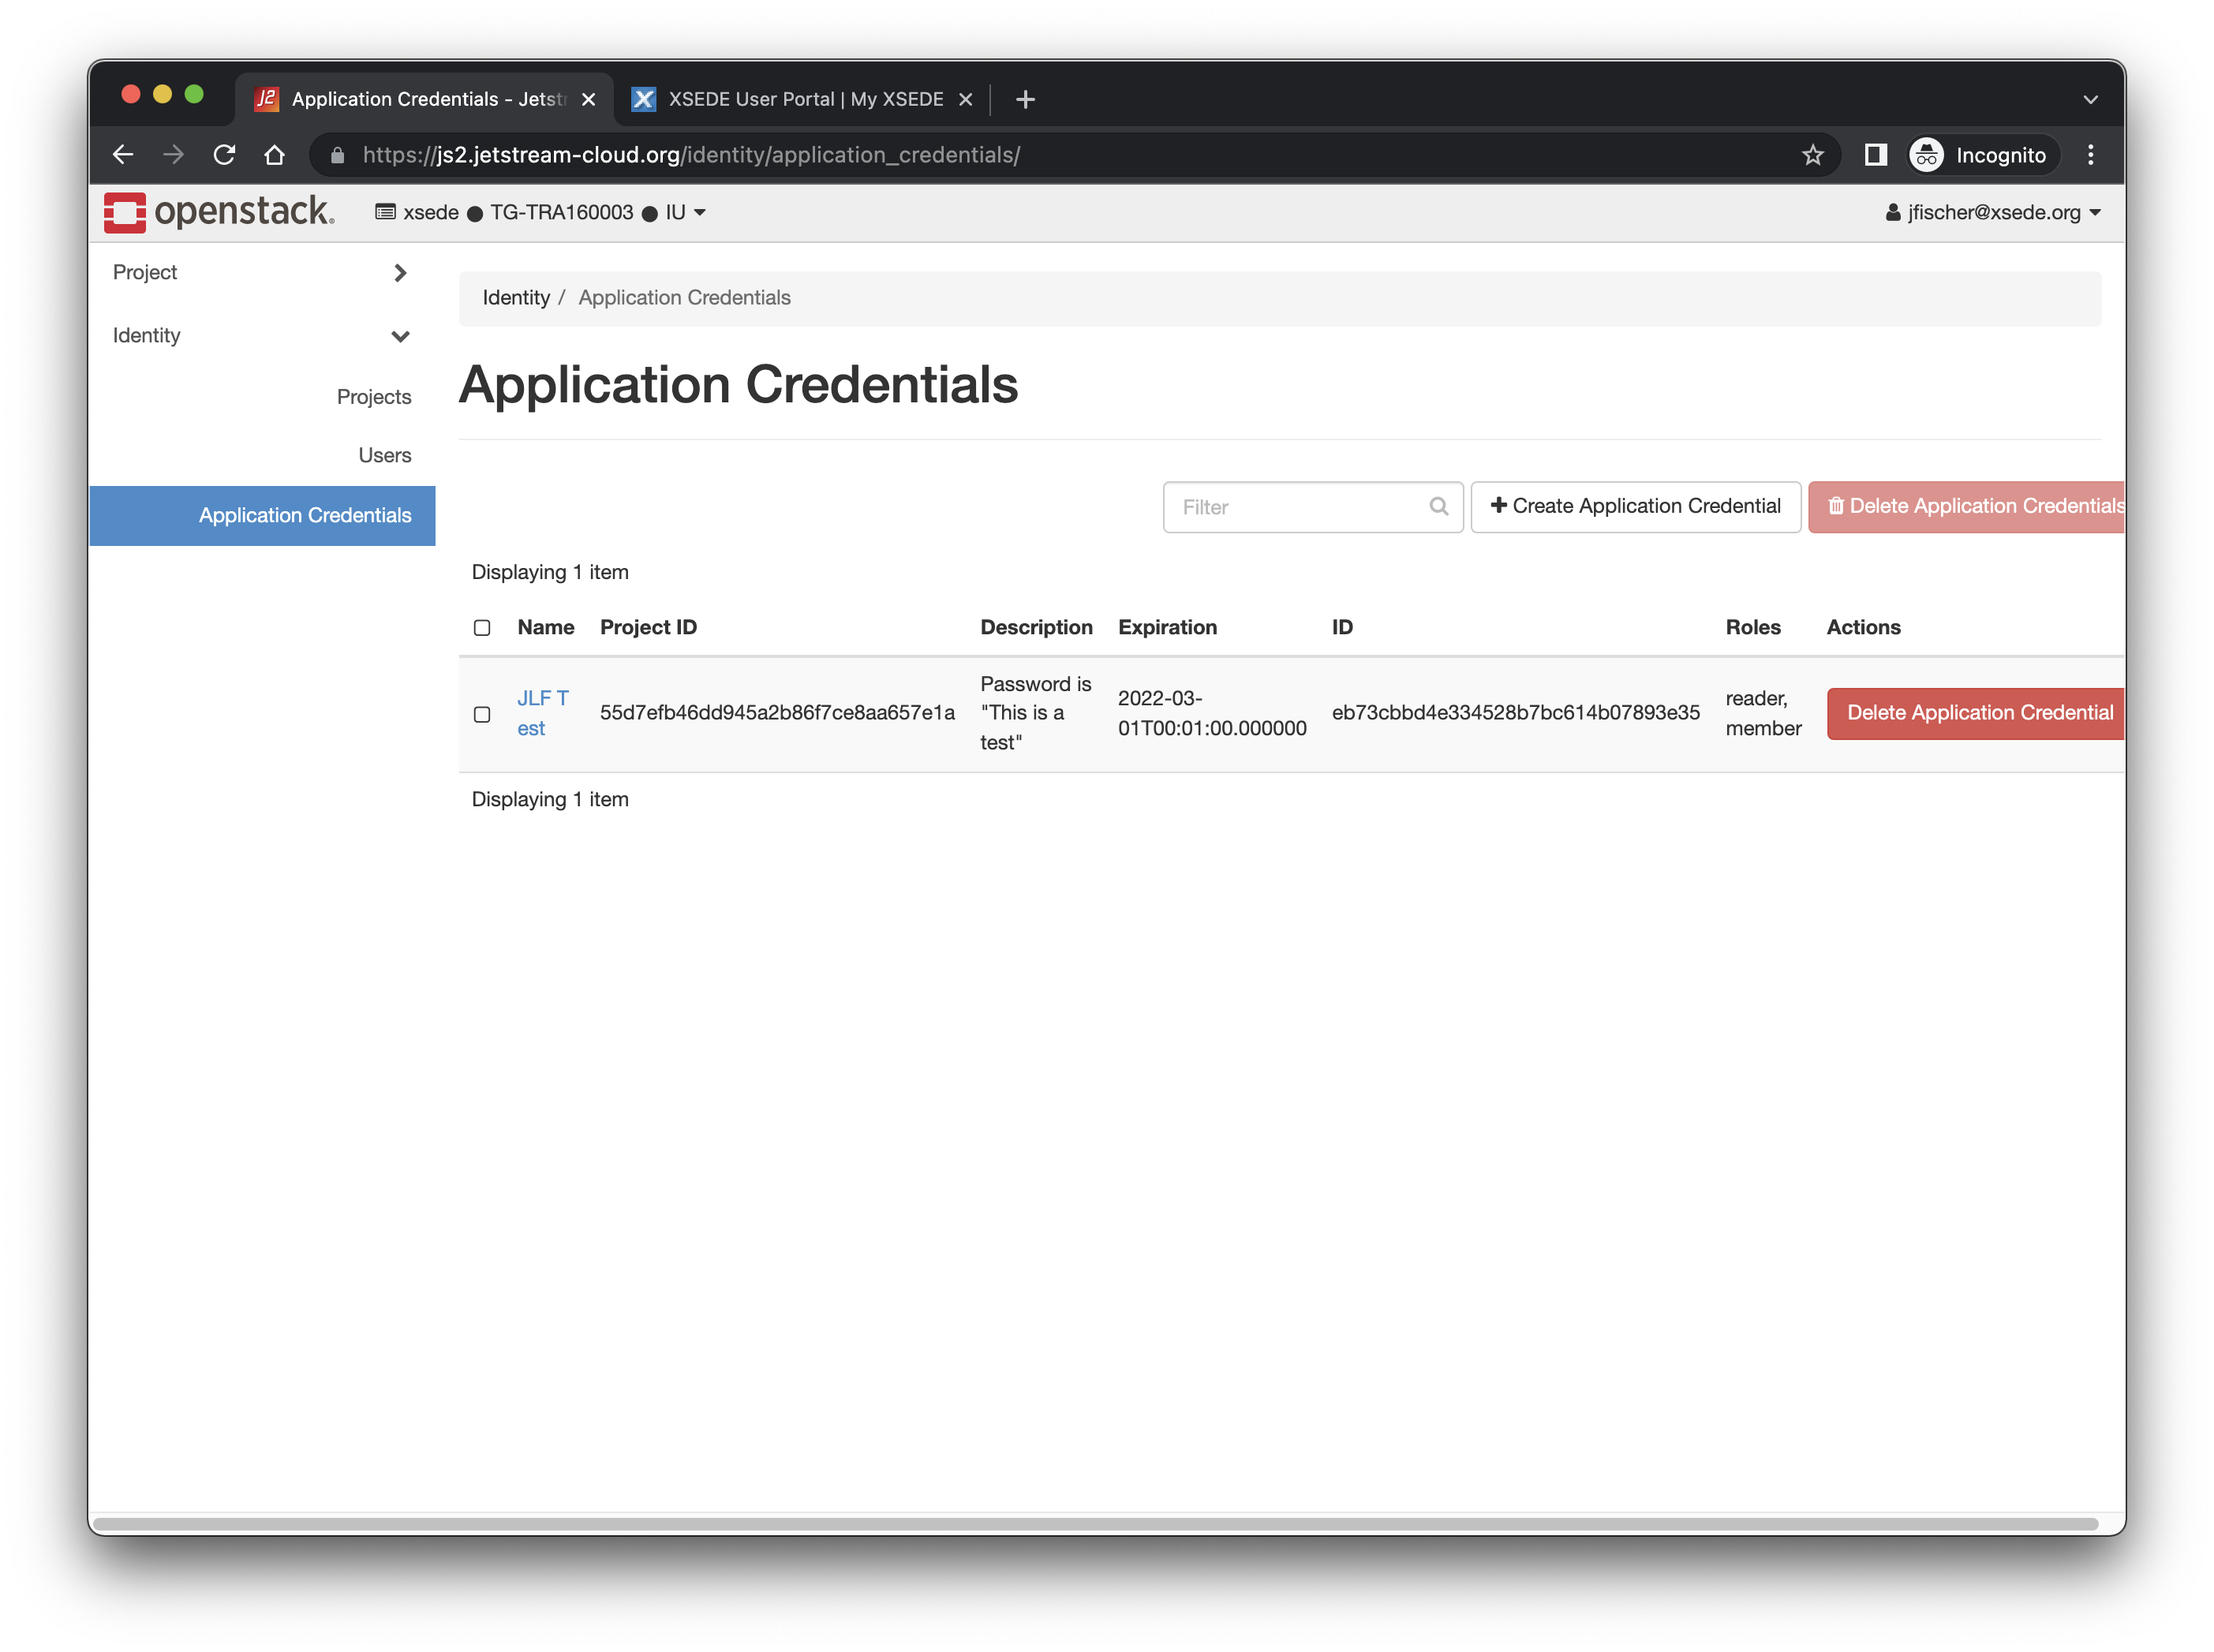 Application Credentials - Jetst
XSEDE User Portal | My XSEDE
https://js2.jetstream-cloud.org/identity/application_credentials/
Incognito
openstack.
xsede ● TG-TRA160003 ● IU
jfischer@xsede.org
Project
Identity
Projects
Users
Application Credentials
Identity / Application Credentials
Application Credentials
Filter
Create Application Credential
Delete Application Credentials
Displaying 1 item
Name Project ID Description Expiration ID Roles Actions
JLF T
est
55d7efb46dd945a2b86f7ce8aa657e1a
Password is
"This is a
test"
2022-03-
01T00:01:00.000000
eb73cbbd4e334528b7bc614b07893e35
reader,
member
Delete Application Credential
Displaying 1 item